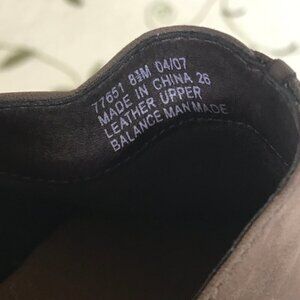 77651 8½M 04/07
MADE IN CHINA 26
LEATHER UPPER
BALANCE MAN MADE